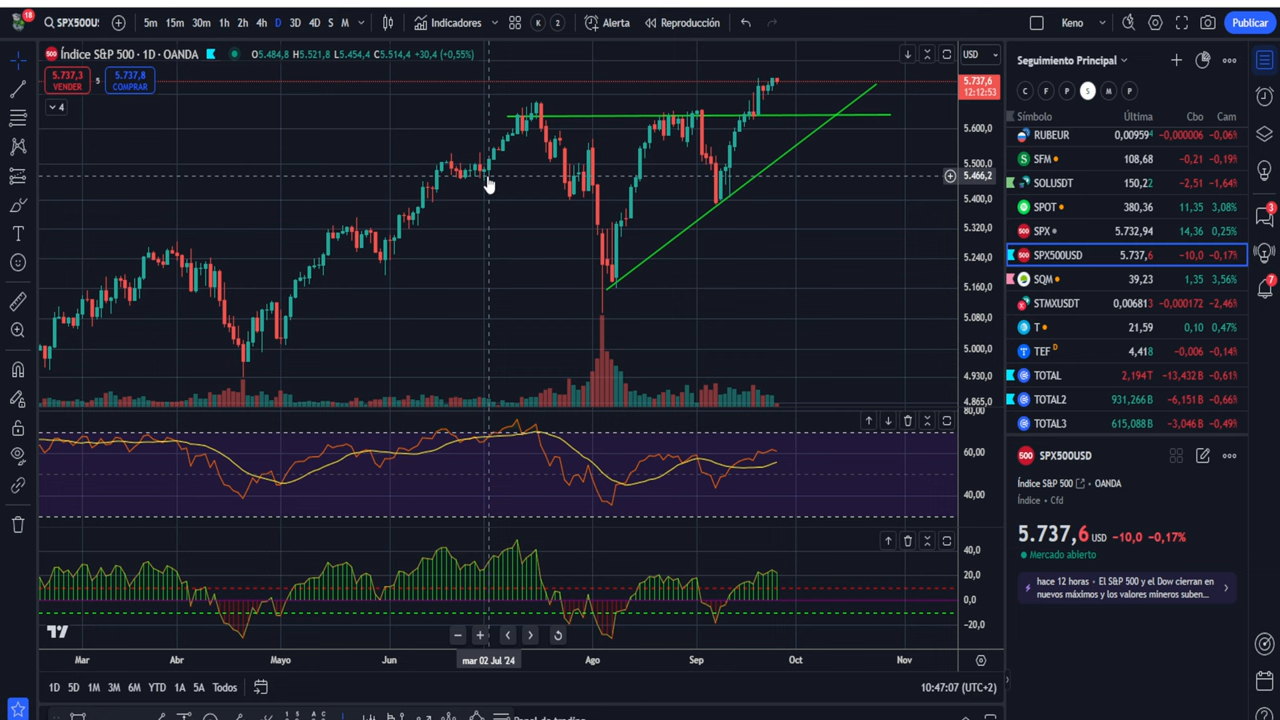 18 SPX500U 5m 15m 30m 1h 2h 4h D 3D 4D S M Indicadores K 2 Alerta Reproducción Keno Publicar
500 Índice S&P 500 · 1D · OANDA O5.484,8 H5.521,8 L5.454,4 C5.514,4 +30,4 (+0,55%) USD
5.737,3 VENDER 5 5.737,8 COMPRAR
4
5.737,6
12:12:53
5.600,0
5.500,0
5.466,2
5.400,0
5.320,0
5.240,0
5.160,0
5.080,0
5.000,0
4.930,0
4.865,0
80,00
60,00
40,00
40,0
20,0
0,0
-20,0
Mar Abr Mayo Jun mar 02 Jul '24 Ago Sep Oct Nov
1D 5D 1M 3M 6M YTD 1A 5A Todos 10:47:07 (UTC+2)
Seguimiento Principal
C F P S M P
Símbolo Última Cbo Cam
RUBEUR 0,00959⁴ -0,000006 -0,06%
SFM 108,68 -0,21 -0,19%
SOLUSDT 150,22 -2,51 -1,64%
SPOT 380,36 11,35 3,08%
500 SPX 5.732,94 14,36 0,25%
500 SPX500USD 5.737,6 -10,0 -0,17%
SQM 39,23 1,35 3,56%
STMXUSDT 0,006813 -0,000172 -2,46%
T 21,59 0,10 0,47%
TEF D 4,418 -0,006 -0,14%
TOTAL 2,194T -13,432B -0,61%
TOTAL2 931,266B -6,151B -0,66%
TOTAL3 615,088B -3,046B -0,49%
500 SPX500USD
Índice S&P 500 · OANDA
Índice · Cfd
5.737,6 USD -10,0 -0,17%
Mercado abierto
hace 12 horas · El S&P 500 y el Dow cierran en
nuevos máximos y los valores mineros suben...
3
7